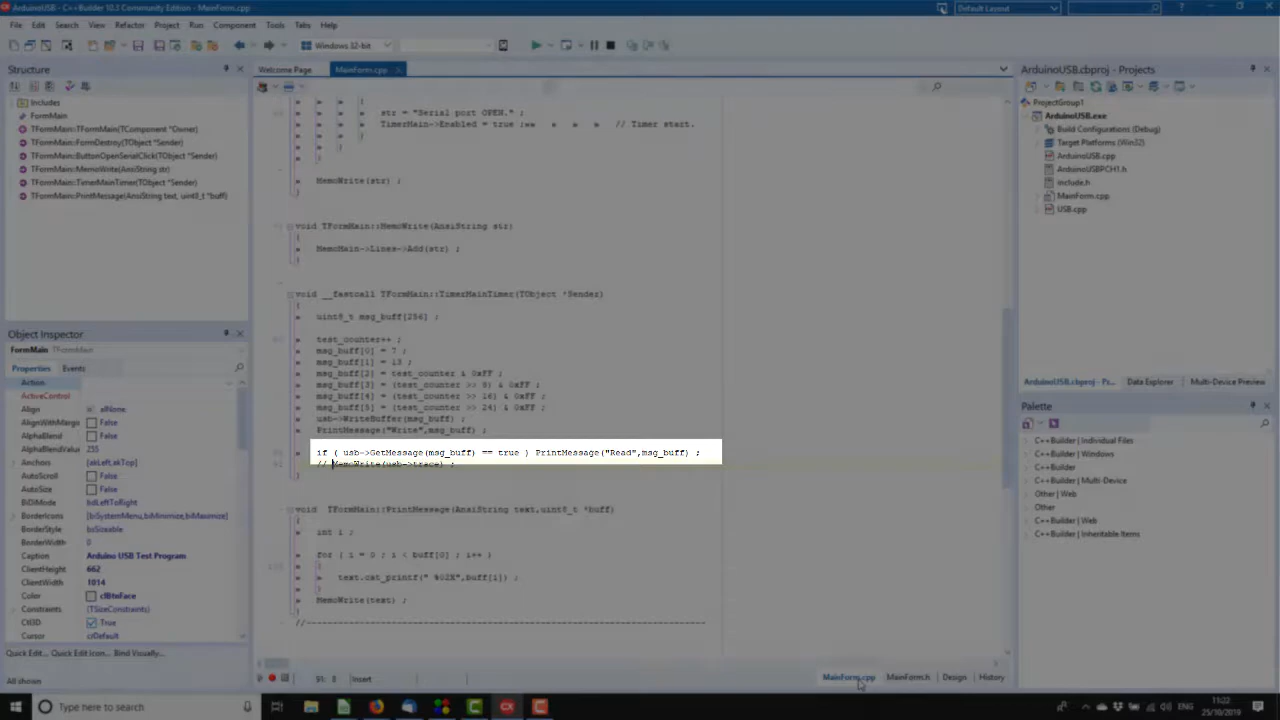 ArduinoUSB - C++Builder 10.3 Community Edition - MainForm.cpp
Default Layout
File Edit Search View Refactor Project Run Component Tools Tabs Help
Windows 32-bit
Structure
Includes
FormMain
TFormMain::TFormMain(TComponent *Owner)
TFormMain::FormDestroy(TObject *Sender)
TFormMain::ButtonOpenSerialClick(TObject *Sender)
TFormMain::MemoWrite(AnsiString str)
TFormMain::TimerMainTimer(TObject *Sender)
TFormMain::PrintMessage(AnsiString text, uint8_t *buff)
Object Inspector
FormMain TFormMain
Properties Events
Action
ActiveControl
Align alNone
AlignWithMargins False
AlphaBlend False
AlphaBlendValue 255
Anchors [akLeft,akTop]
AutoScroll False
AutoSize False
BiDiMode bdLeftToRight
BorderIcons [biSystemMenu,biMinimize,biMaximize]
BorderStyle bsSizeable
BorderWidth 0
Caption Arduino USB Test Program
ClientHeight 662
ClientWidth 1014
Color clBtnFace
Constraints (TSizeConstraints)
Ctl3D True
Cursor crDefault
Quick Edit... Quick Edit Icon... Bind Visually...
All shown
Welcome Page MainForm.cpp
{
str = "Serial port OPEN." ;
TimerMain->Enabled = true ; // Timer start.
}
}
}
MemoWrite(str) ;
}
void TFormMain::MemoWrite(AnsiString str)
{
MemoMain->Lines->Add(str) ;
}
void __fastcall TFormMain::TimerMainTimer(TObject *Sender)
{
uint8_t msg_buff[256] ;
test_counter++ ;
msg_buff[0] = 7 ;
msg_buff[1] = 13 ;
msg_buff[2] = test_counter & 0xFF ;
msg_buff[3] = (test_counter >> 8) & 0xFF ;
msg_buff[4] = (test_counter >> 16) & 0xFF ;
msg_buff[5] = (test_counter >> 24) & 0xFF ;
usb->WriteBuffer(msg_buff) ;
PrintMessage("Write",msg_buff) ;
if ( usb->GetMessage(msg_buff) == true ) PrintMessage("Read",msg_buff) ;
// MemoWrite(usb->trace) ;
}
void TFormMain::PrintMessage(AnsiString text,uint8_t *buff)
{
int i ;
for ( i = 0 ; i < buff[0] ; i++ )
{
text.cat_printf(" %02X",buff[i]) ;
}
MemoWrite(text) ;
}
//---------------------------------------------------------------------------
Insert
MainForm.cpp MainForm.h Design History
ArduinoUSB.cbproj - Projects
ProjectGroup1
ArduinoUSB.exe
Build Configurations (Debug)
Target Platforms (Win32)
ArduinoUSB.cpp
ArduinoUSBPCH1.h
include.h
MainForm.cpp
USB.cpp
ArduinoUSB.cbproj - Pr... Data Explorer Multi-Device Preview
Palette
C++Builder | Individual Files
C++Builder | Windows
C++Builder
C++Builder | Multi-Device
Other | Web
Other
C++Builder | Web
C++Builder | Inheritable Items
Type here to search
11:22
25/10/2019